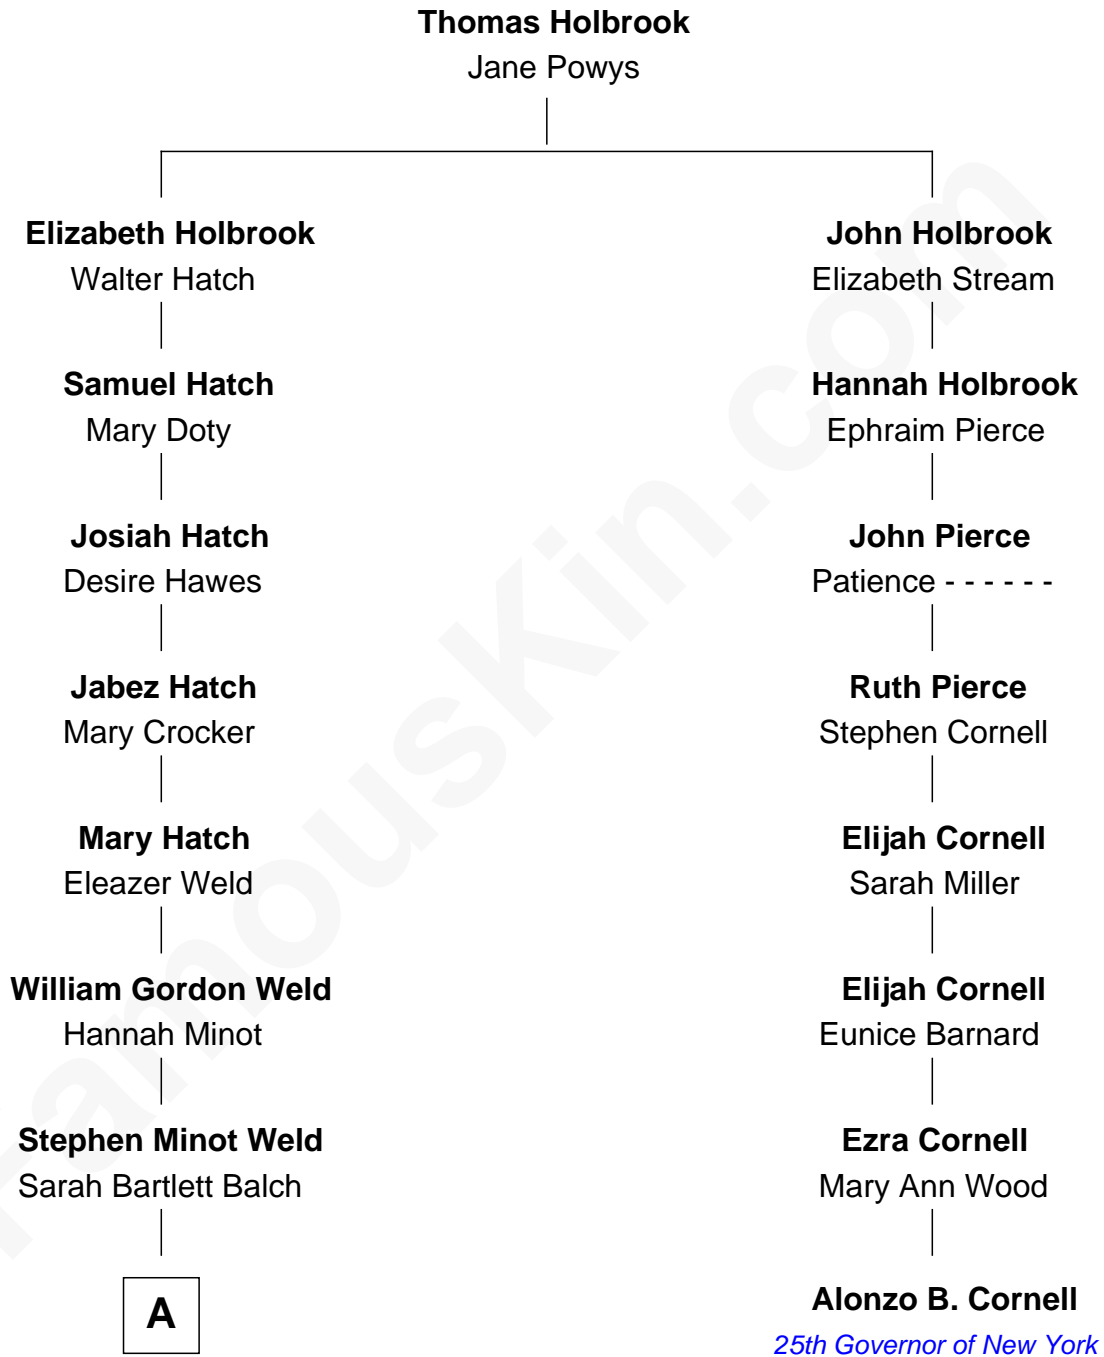 Thomas Holbrook
Jane Powys
Elizabeth Holbrook
Walter Hatch
John Holbrook
Elizabeth Stream
Samuel Hatch
Mary Doty
Hannah Holbrook
Ephraim Pierce
Josiah Hatch
Desire Hawes
John Pierce
Patience - - - - - -
Jabez Hatch
Mary Crocker
Ruth Pierce
Stephen Cornell
Mary Hatch
Eleazer Weld
Elijah Cornell
Sarah Miller
William Gordon Weld
Hannah Minot
Elijah Cornell
Eunice Barnard
Stephen Minot Weld
Sarah Bartlett Balch
Ezra Cornell
Mary Ann Wood
A
Alonzo B. Cornell
25th Governor of New York
FamousKin.com